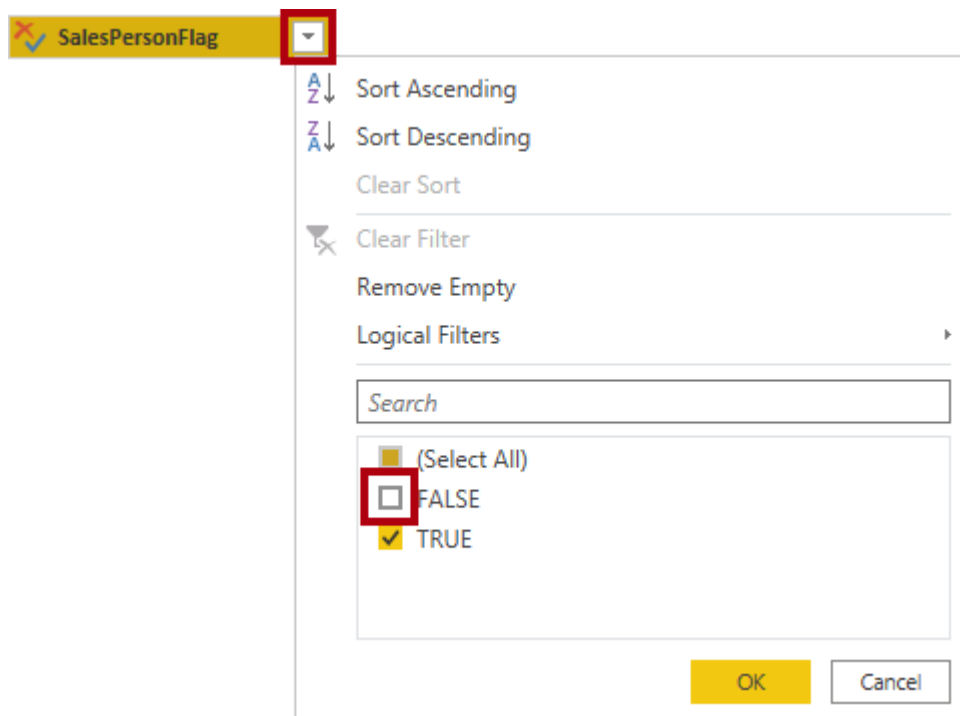 SalesPersonFlag
Sort Ascending
Sort Descending
Clear Sort
Clear Filter
Remove Empty
Logical Filters
Search
(Select All)
FALSE
TRUE
OK Cancel